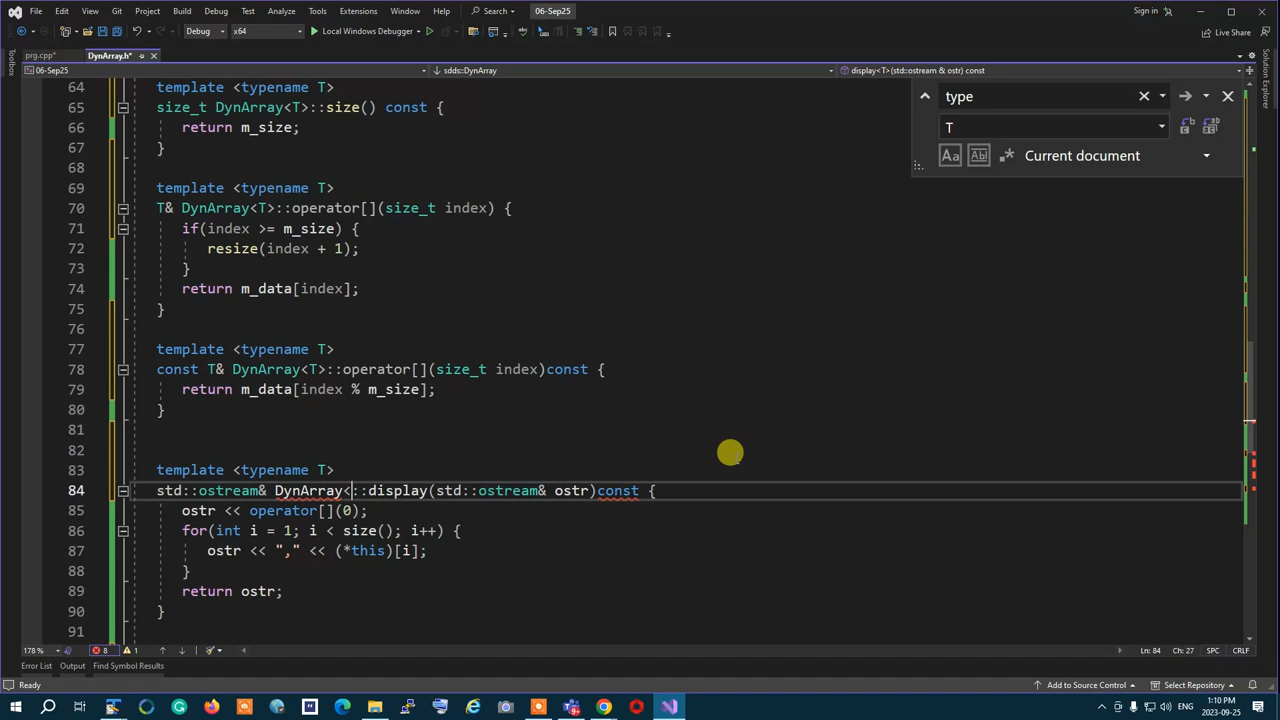 File Edit View Git Project Build Debug Test Analyze Tools Extensions Window Help Search 06-Sep25 Sign in
Debug x64 Local Windows Debugger Live Share
prg.cpp* DynArray.h*
06-Sep25 sdds::DynArray display<T>(std::ostream & ostr) const
Toolbox
Solution Explorer
type
T
Aa Abl Current document
64 template <typename T>
65 size_t DynArray<T>::size() const {
66 return m_size;
67 }
68
69 template <typename T>
70 T& DynArray<T>::operator[](size_t index) {
71 if(index >= m_size) {
72 resize(index + 1);
73 }
74 return m_data[index];
75 }
76
77 template <typename T>
78 const T& DynArray<T>::operator[](size_t index)const {
79 return m_data[index % m_size];
80 }
81
82
83 template <typename T>
84 std::ostream& DynArray<::display(std::ostream& ostr)const {
85 ostr << operator[](0);
86 for(int i = 1; i < size(); i++) {
87 ostr << "," << (*this)[i];
88 }
89 return ostr;
90 }
91
178 % 8 1 Ln: 84 Ch: 27 SPC CRLF
Error List Output Find Symbol Results
Ready Add to Source Control Select Repository
ENG 1:10 PM
2023-09-25